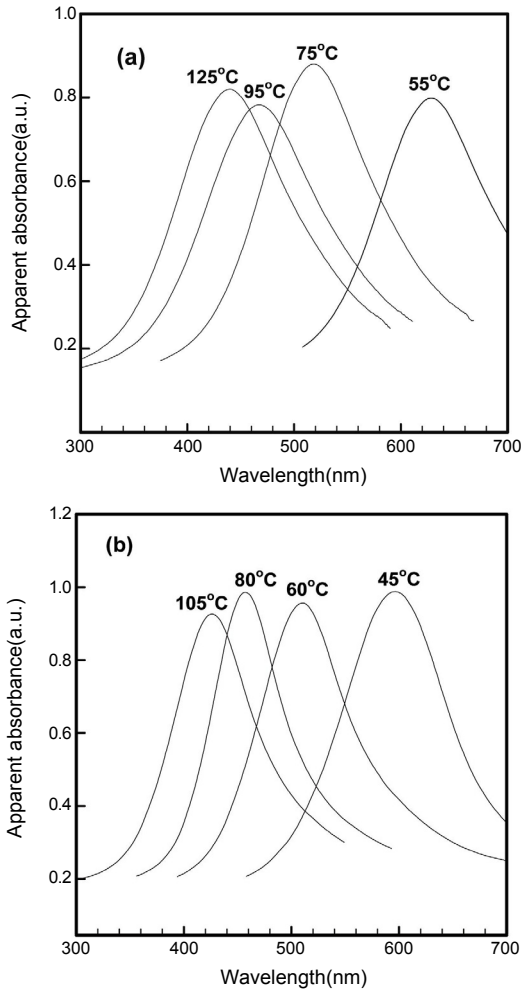 1.0
(a)
125°C
95°C
75°C
55°C
0.8
0.6
0.4
0.2
Apparent absorbance(a.u.)
300 400 500 600 700
Wavelength(nm)
1.2
(b)
105°C
80°C
60°C
45°C
1.0
0.8
0.6
0.4
0.2
Apparent absorbance(a.u.)
300 400 500 600 700
Wavelength(nm)